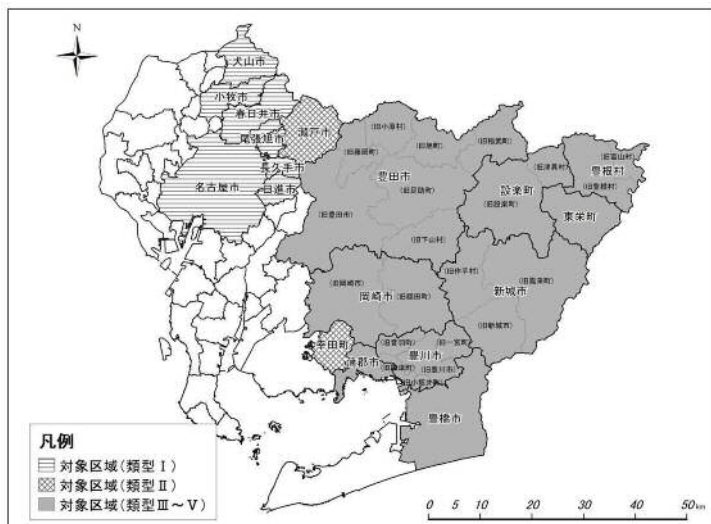 N
犬山市
小牧市
春日井市
瀬戸市
尾張旭市
長久手市
名古屋市
日進市
(旧小原村)
(旧旭町)
(旧稲武町)
(旧藤岡町)
豊田市
(旧足助町)
(旧豊田市)
(旧下山村)
(旧富山村)
(旧津具村)
豊根村
設楽町
(旧豊根村)
(旧設楽町)
東栄町
(旧作手村)
(旧鳳来町)
新城市
(旧新城市)
(旧岡崎市)
岡崎市
(旧額田町)
幸田町
(旧音羽町)
(旧一宮町)
豊川市
蒲郡市
(旧豊川市)
(旧小坂井町)
豊橋市
凡例
対象区域(類型Ⅰ)
対象区域(類型Ⅱ)
対象区域(類型Ⅲ～Ⅴ)
0 5 10 20 30 40 50km